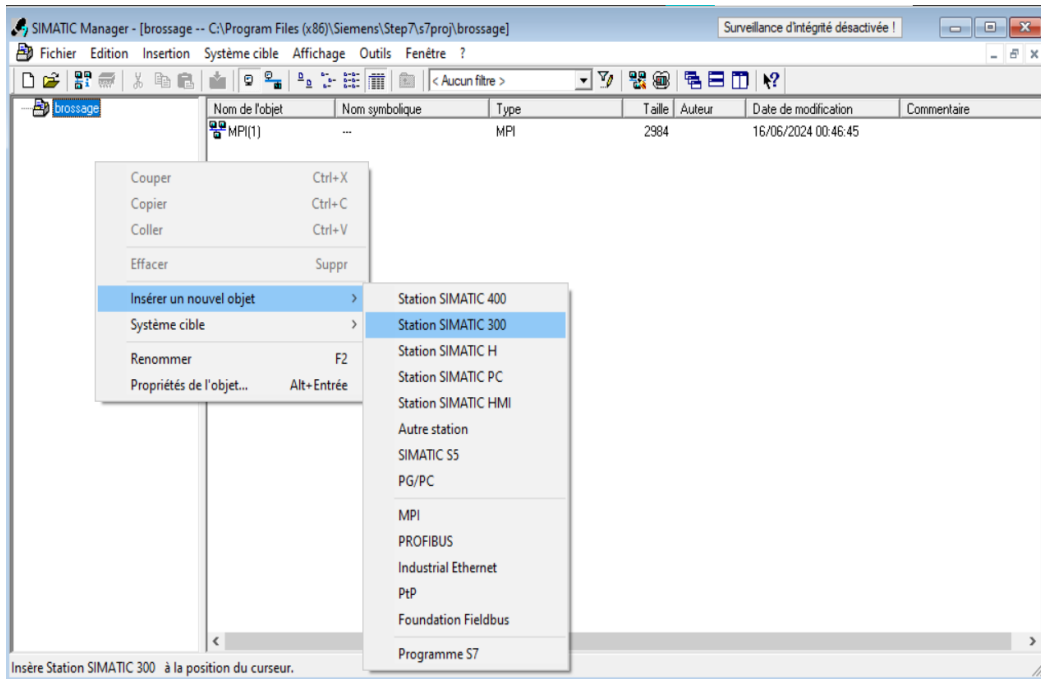 SIMATIC Manager - [brossage -- C:\Program Files (x86)\Siemens\Step7\s7proj\brossage]
Surveillance d'intégrité désactivée !
Fichier Edition Insertion Système cible Affichage Outils Fenêtre ?
< Aucun filtre >
brossage
Nom de l'objet Nom symbolique Type Taille Auteur Date de modification Commentaire
MPI(1) --- MPI 2984 16/06/2024 00:46:45
Couper Ctrl+X
Copier Ctrl+C
Coller Ctrl+V
Effacer Suppr
Insérer un nouvel objet >
Système cible >
Renommer F2
Propriétés de l'objet... Alt+Entrée
Station SIMATIC 400
Station SIMATIC 300
Station SIMATIC H
Station SIMATIC PC
Station SIMATIC HMI
Autre station
SIMATIC S5
PG/PC
MPI
PROFIBUS
Industrial Ethernet
PtP
Foundation Fieldbus
Programme S7
Insère Station SIMATIC 300 à la position du curseur.